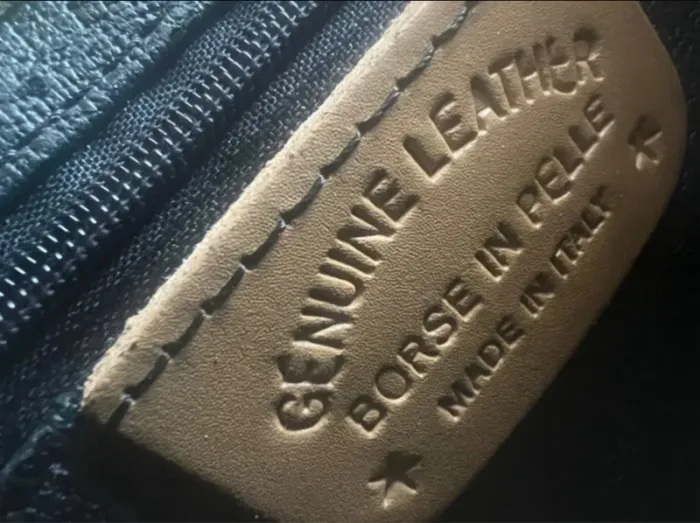 GENUINE LEATHER
BORSE IN PELLE
MADE IN ITALY